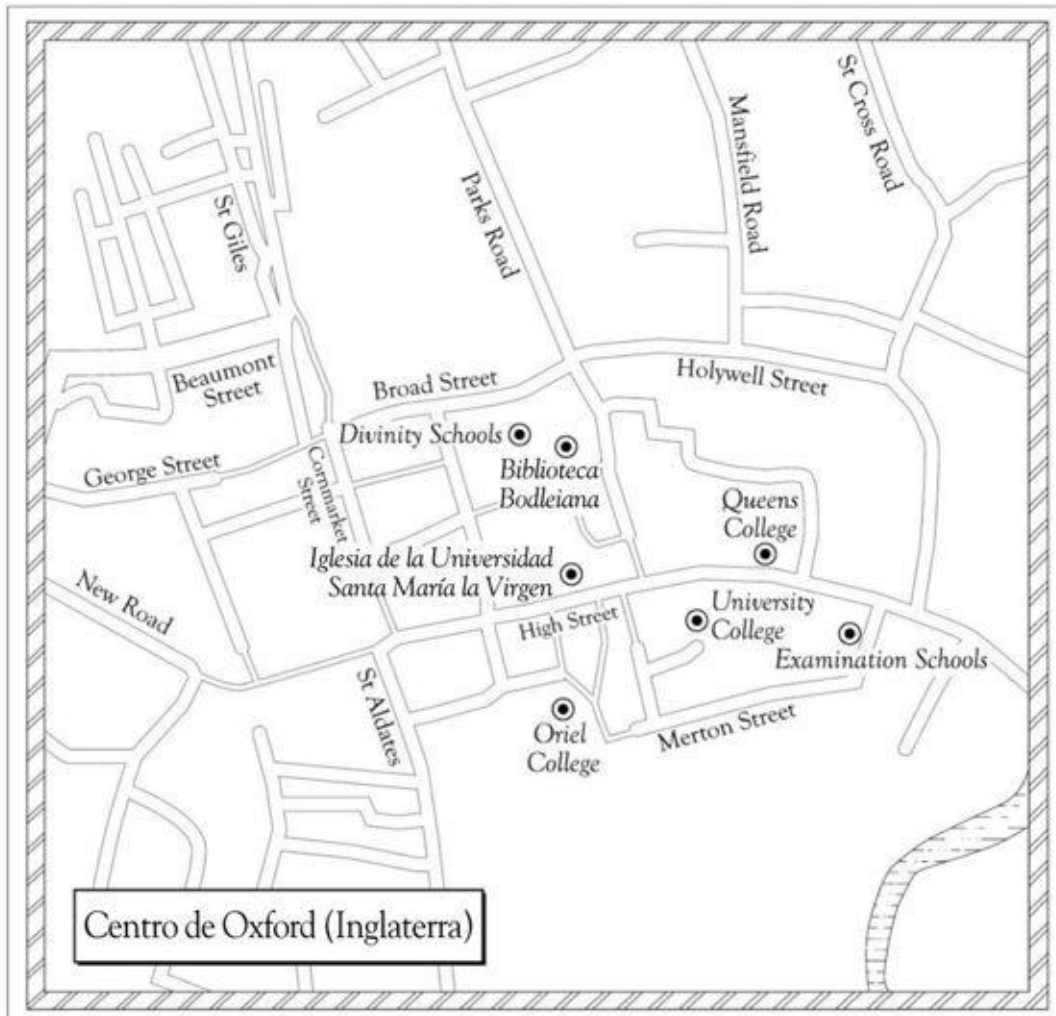 St Giles
Parks Road
Mansfield Road
St Cross Road
Beaumont
Street
Broad Street
Holywell Street
George Street
Cornmarket
Street
Divinity Schools
Biblioteca
Bodleiana
Queens
College
Iglesia de la Universidad
Santa María la Virgen
New Road
High Street
University
College
Examination Schools
St Aldates
Oriel
College
Merton Street
Centro de Oxford (Inglaterra)